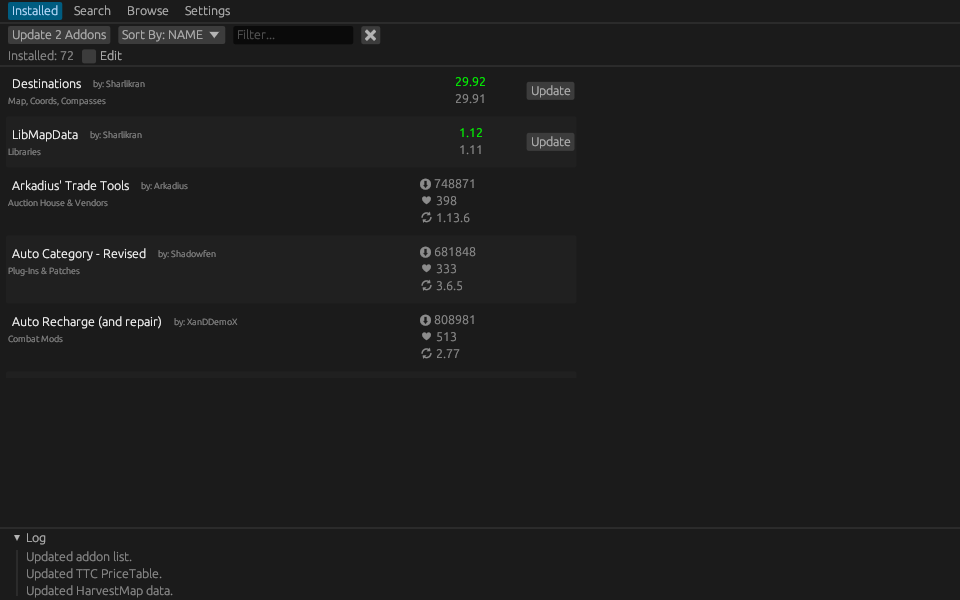 Installed Search Browse Settings
Update 2 Addons Sort By: NAME Filter...
Installed: 72 Edit
Destinations by: Sharlikran 29.92
Map, Coords, Compasses 29.91 Update
LibMapData by: Sharlikran 1.12
Libraries 1.11 Update
Arkadius' Trade Tools by: Arkadius 748871
Auction House & Vendors 398
1.13.6
Auto Category - Revised by: Shadowfen 681848
Plug-Ins & Patches 333
3.6.5
Auto Recharge (and repair) by: XanDDemoX 808981
Combat Mods 513
2.77
Log
Updated addon list.
Updated TTC PriceTable.
Updated HarvestMap data.